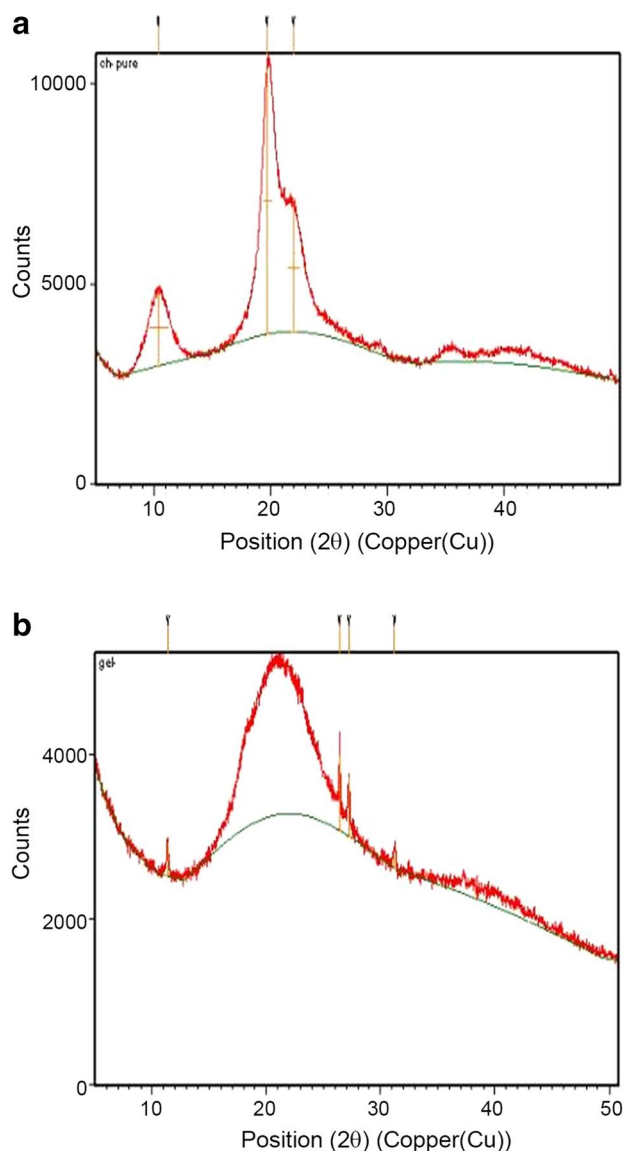 a
ch-pure
10000
5000
0
Counts
10 20 30 40
Position (2θ) (Copper(Cu))
b
gel-
4000
2000
0
Counts
10 20 30 40 50
Position (2θ) (Copper(Cu))